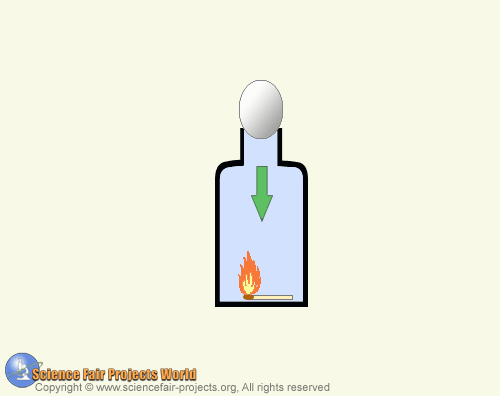 Science Fair Projects World
Copyright © www.sciencefair-projects.org, All rights reserved